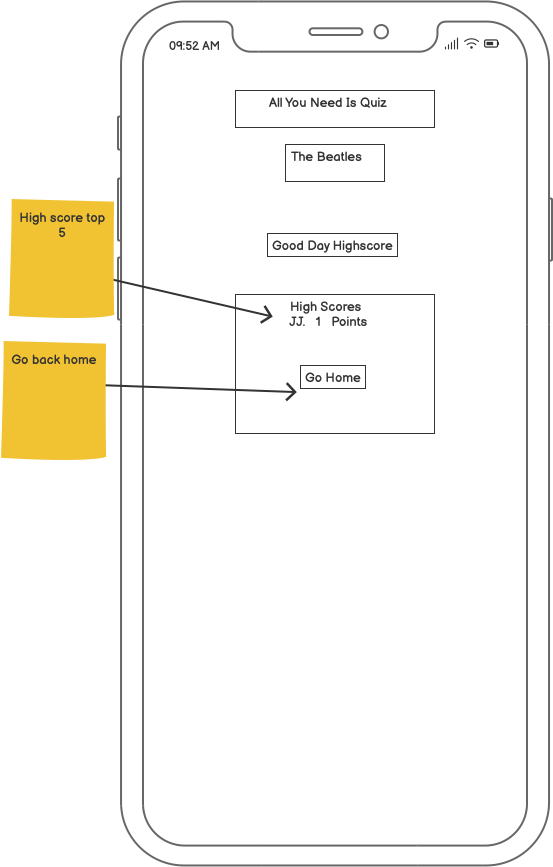 09:52 AM
All You Need Is Quiz
The Beatles
High score top
5
Good Day Highscore
High Scores
JJ. 1 Points
Go back home
Go Home